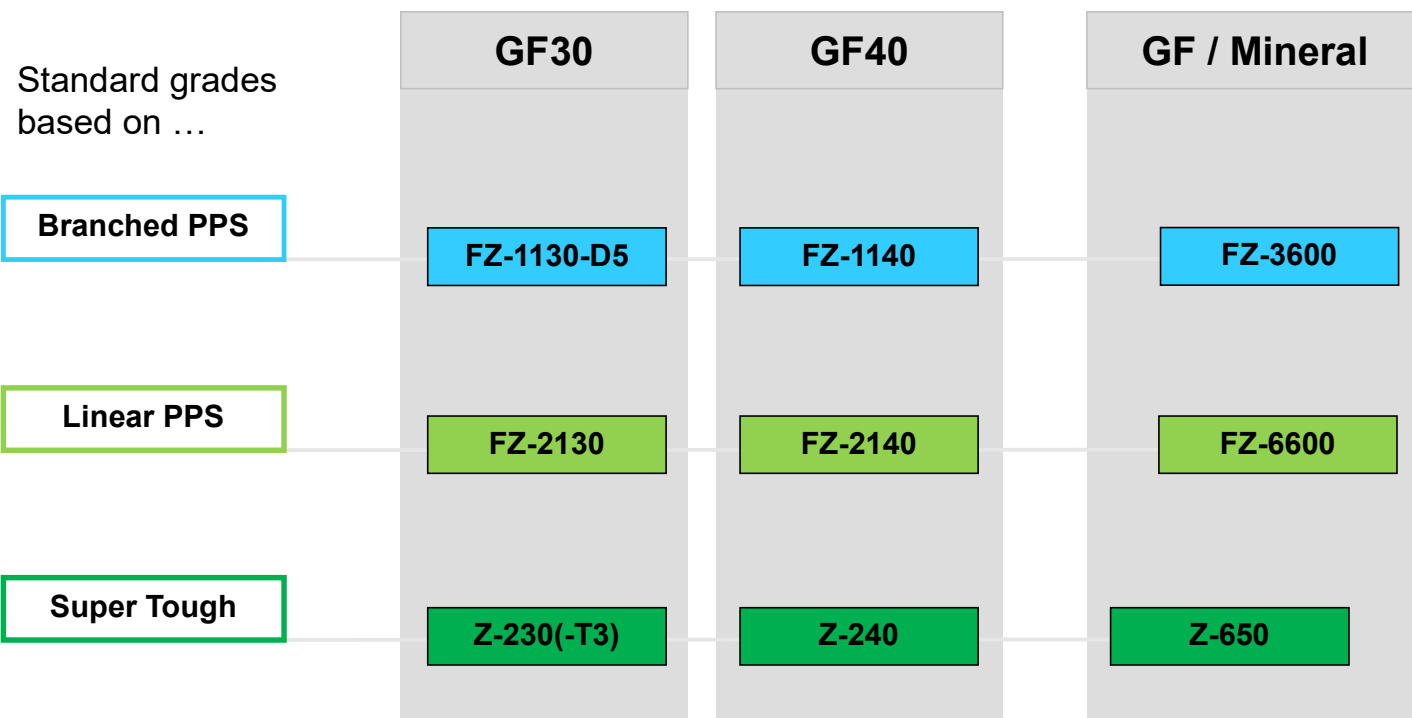 Standard grades
based on …
GF30
GF40
GF / Mineral
Branched PPS
FZ-1130-D5
FZ-1140
FZ-3600
Linear PPS
FZ-2130
FZ-2140
FZ-6600
Super Tough
Z-230(-T3)
Z-240
Z-650